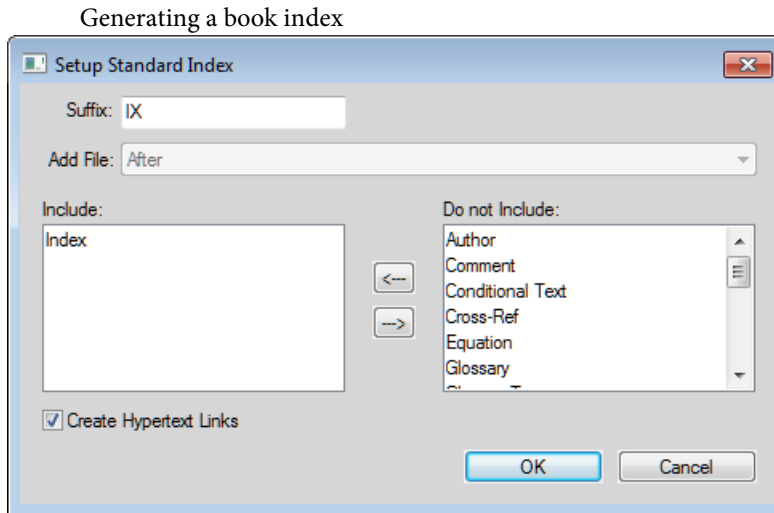 Generating a book index
Setup Standard Index
Suffix: IX
Add File: After
Include:
Index
<---
--->
Do not Include:
Author
Comment
Conditional Text
Cross-Ref
Equation
Glossary
Create Hypertext Links
OK
Cancel